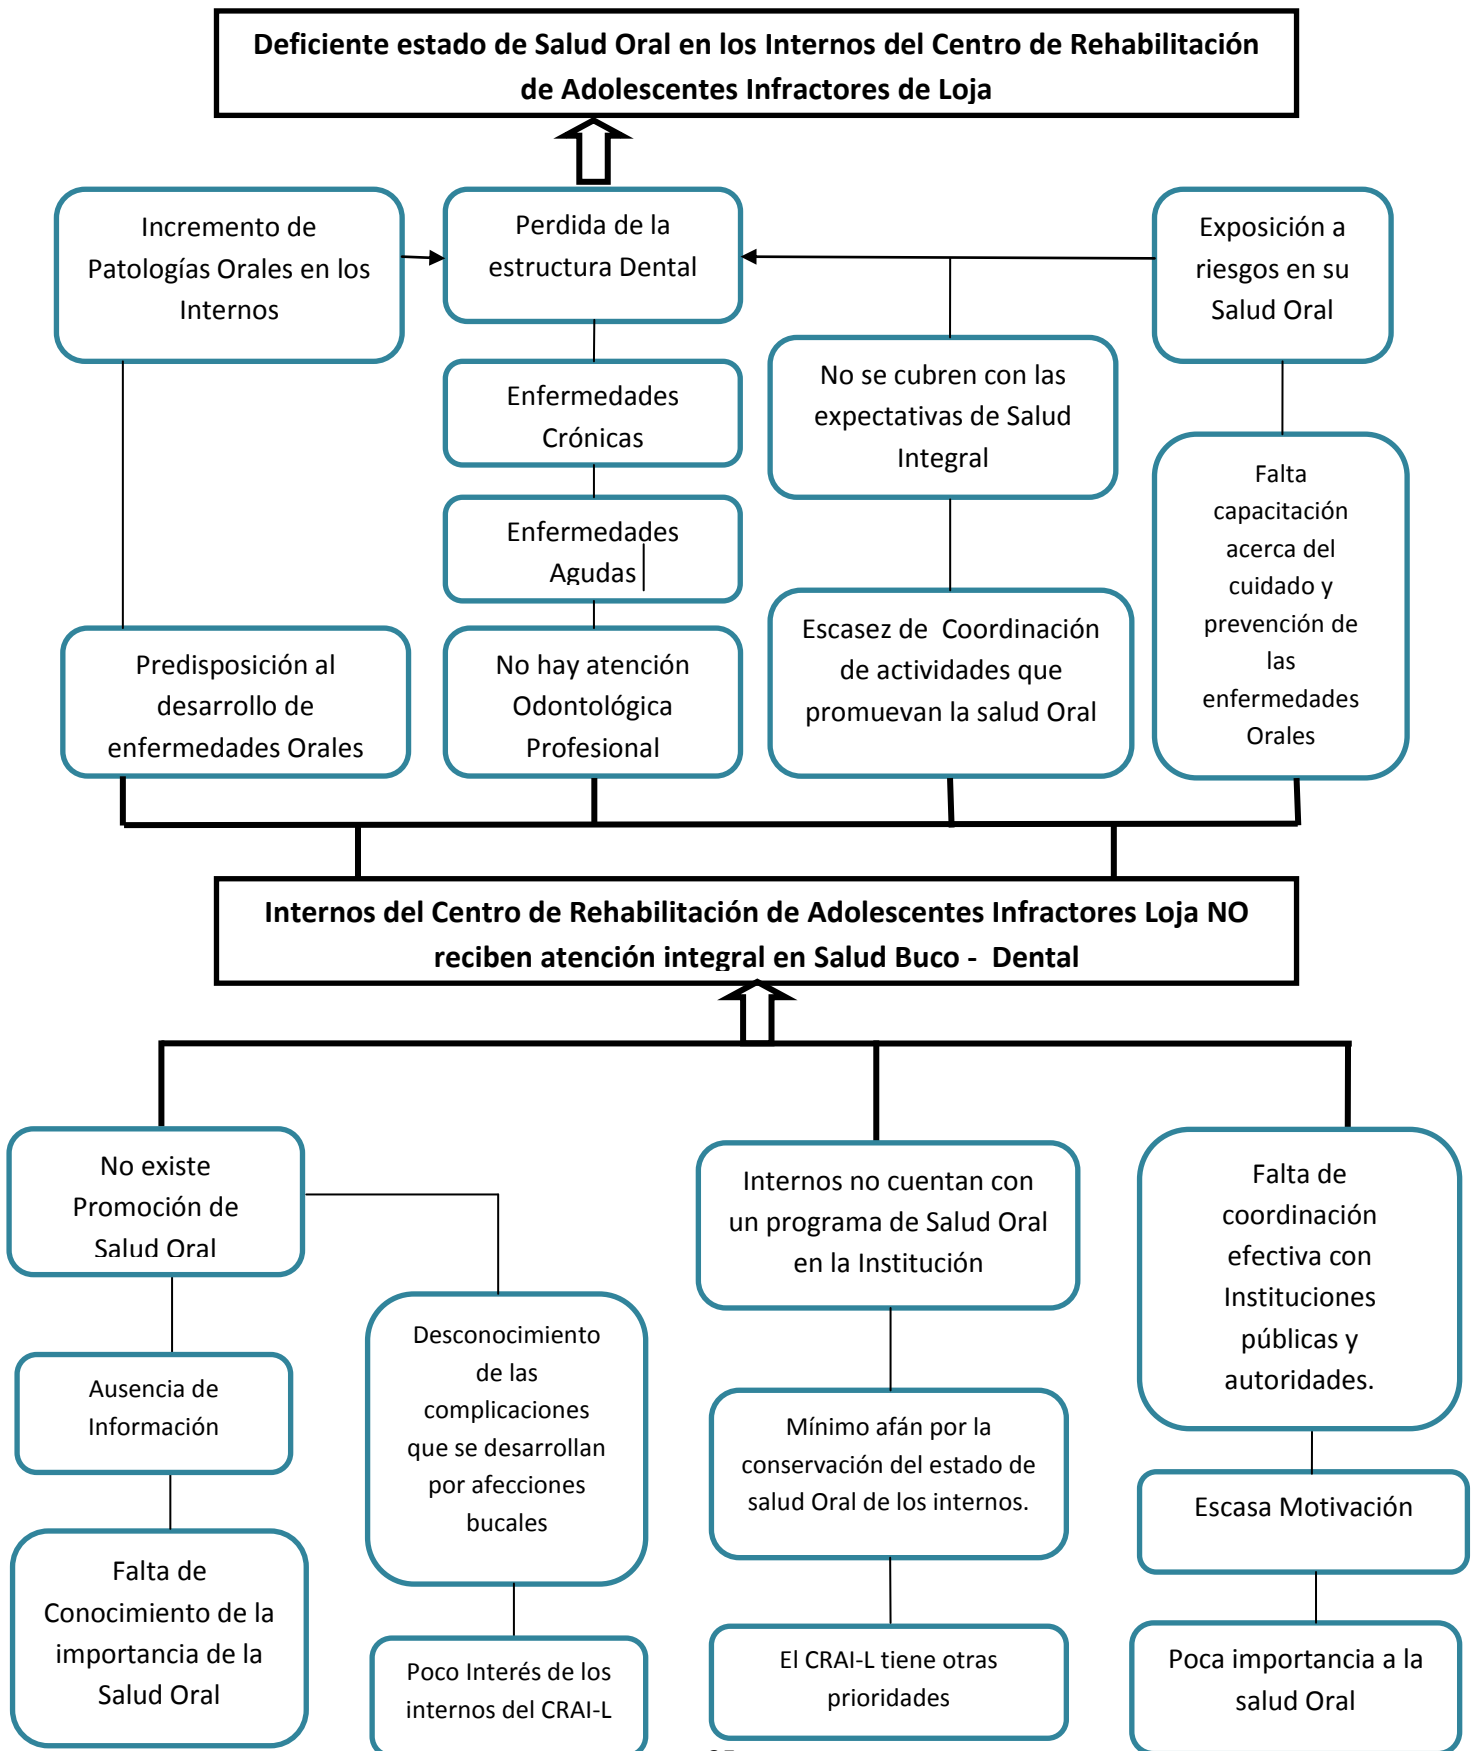 Deficiente estado de Salud Oral en los Internos del Centro de Rehabilitación
de Adolescentes Infractores de Loja
Incremento de
Patologías Orales en los
Internos
Perdida de la
estructura Dental
Exposición a
riesgos en su
Salud Oral
Enfermedades
Crónicas
No se cubren con las
expectativas de Salud
Integral
Enfermedades
Agudas
Falta
capacitación
acerca del
cuidado y
prevención de
las
enfermedades
Orales
Predisposición al
desarrollo de
enfermedades Orales
No hay atención
Odontológica
Profesional
Escasez de  Coordinación
de actividades que
promuevan la salud Oral
Internos del Centro de Rehabilitación de Adolescentes Infractores Loja NO
reciben atención integral en Salud Buco -  Dental
No existe
Promoción de
Salud Oral
Internos no cuentan con
un programa de Salud Oral
en la Institución
Falta de
coordinación
efectiva con
Instituciones
públicas y
autoridades.
Ausencia de
Información
Desconocimiento
de las
complicaciones
que se desarrollan
por afecciones
bucales
Mínimo afán por la
conservación del estado de
salud Oral de los internos.
Escasa Motivación
Falta de
Conocimiento de la
importancia de la
Salud Oral
Poco Interés de los
internos del CRAI-L
El CRAI-L tiene otras
prioridades
Poca importancia a la
salud Oral